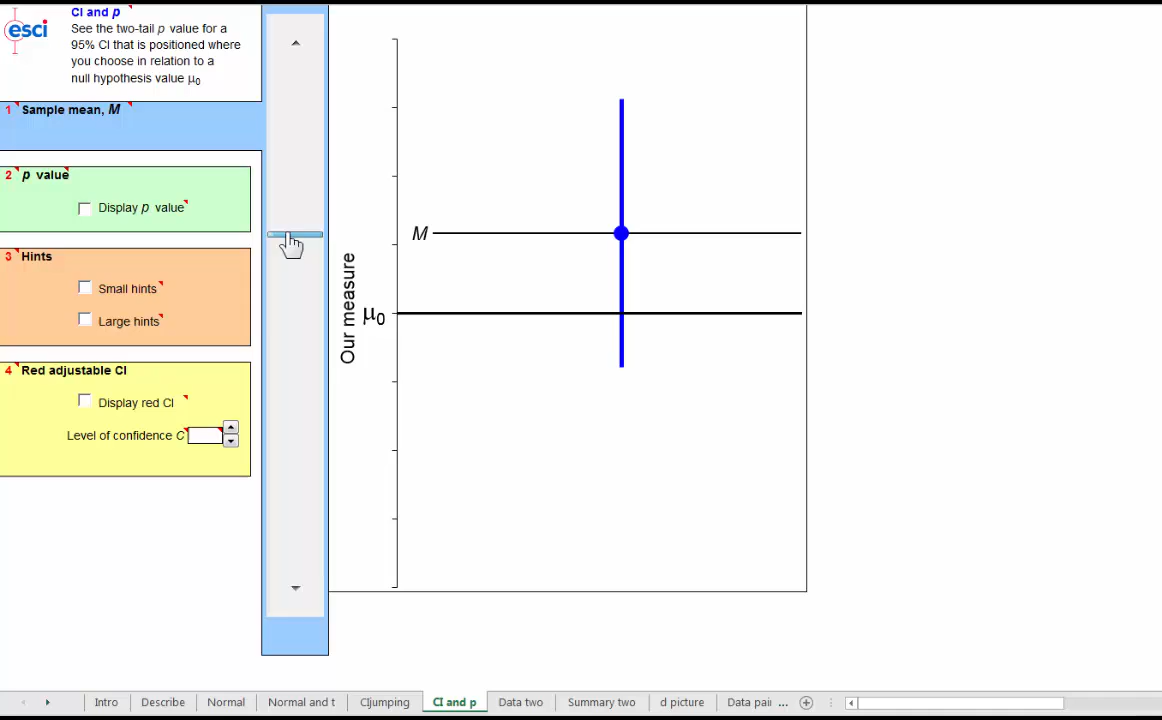 esci
CI and p
See the two-tail p value for a
95% CI that is positioned where
you choose in relation to a
null hypothesis value μ0
1 Sample mean, M
2 p value
Display p value
3 Hints
Small hints
Large hints
4 Red adjustable CI
Display red CI
Level of confidence C
M
Our measure
μ0
Intro Describe Normal Normal and t CIjumping CI and p Data two Summary two d picture Data pair ...